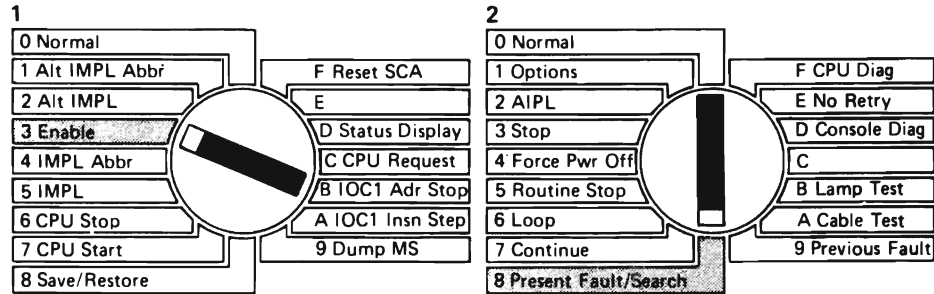 1
0 Normal
1 Alt IMPL Abbr
2 Alt IMPL
3 Enable
4 IMPL Abbr
5 IMPL
6 CPU Stop
7 CPU Start
8 Save/Restore
F Reset SCA
E
D Status Display
C CPU Request
B IOC1 Adr Stop
A IOC1 Insn Step
9 Dump MS
2
0 Normal
1 Options
2 AIPL
3 Stop
4 Force Pwr Off
5 Routine Stop
6 Loop
7 Continue
8 Present Fault/Search
F CPU Diag
E No Retry
D Console Diag
C
B Lamp Test
A Cable Test
9 Previous Fault